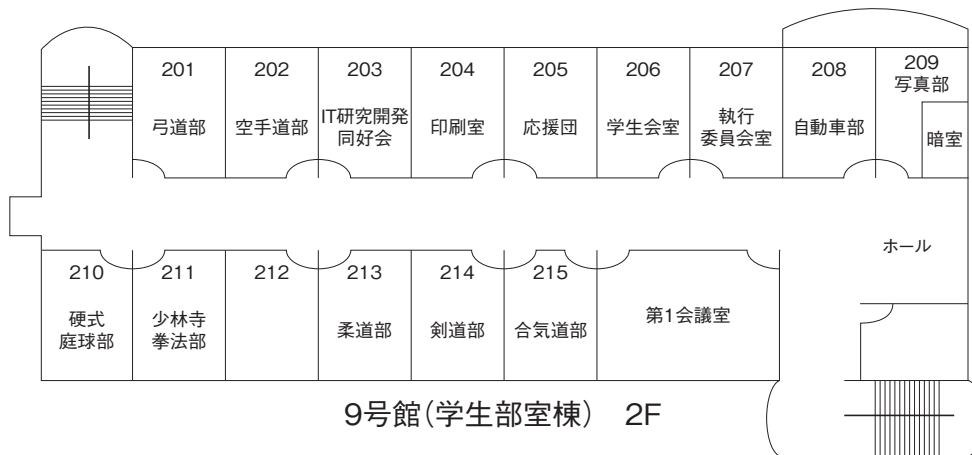 201
弓道部
202
空手道部
203
IT研究開発
同好会
204
印刷室
205
応援団
206
学生会室
207
執行
委員会室
208
自動車部
209
写真部
暗室
ホール
210
硬式
庭球部
211
少林寺
拳法部
212
213
柔道部
214
剣道部
215
合気道部
第1会議室
9号館(学生部室棟) 2F